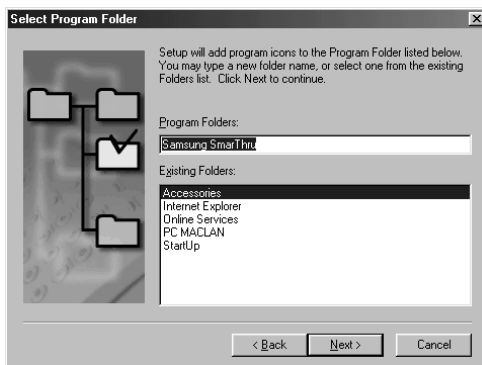 Select Program Folder
Setup will add program icons to the Program Folder listed below.
You may type a new folder name, or select one from the existing
Folders list. Click Next to continue.
Program Folders:
Samsung SmarThru
Existing Folders:
Accessories
Internet Explorer
Online Services
PC MACLAN
StartUp
< Back
Next >
Cancel